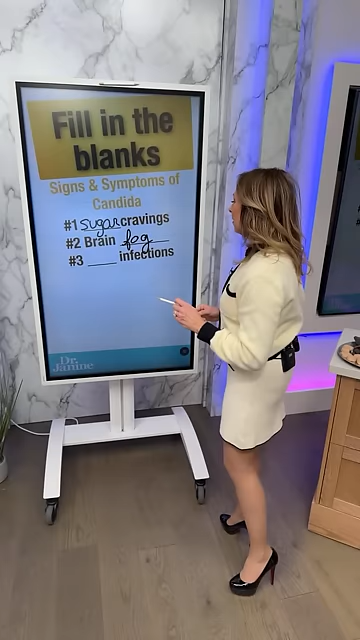 Fill in the
blanks
Signs & Symptoms of
Candida
#1 sugar cravings
#2 Brain fog
#3 ____ infections
Dr.
Janine